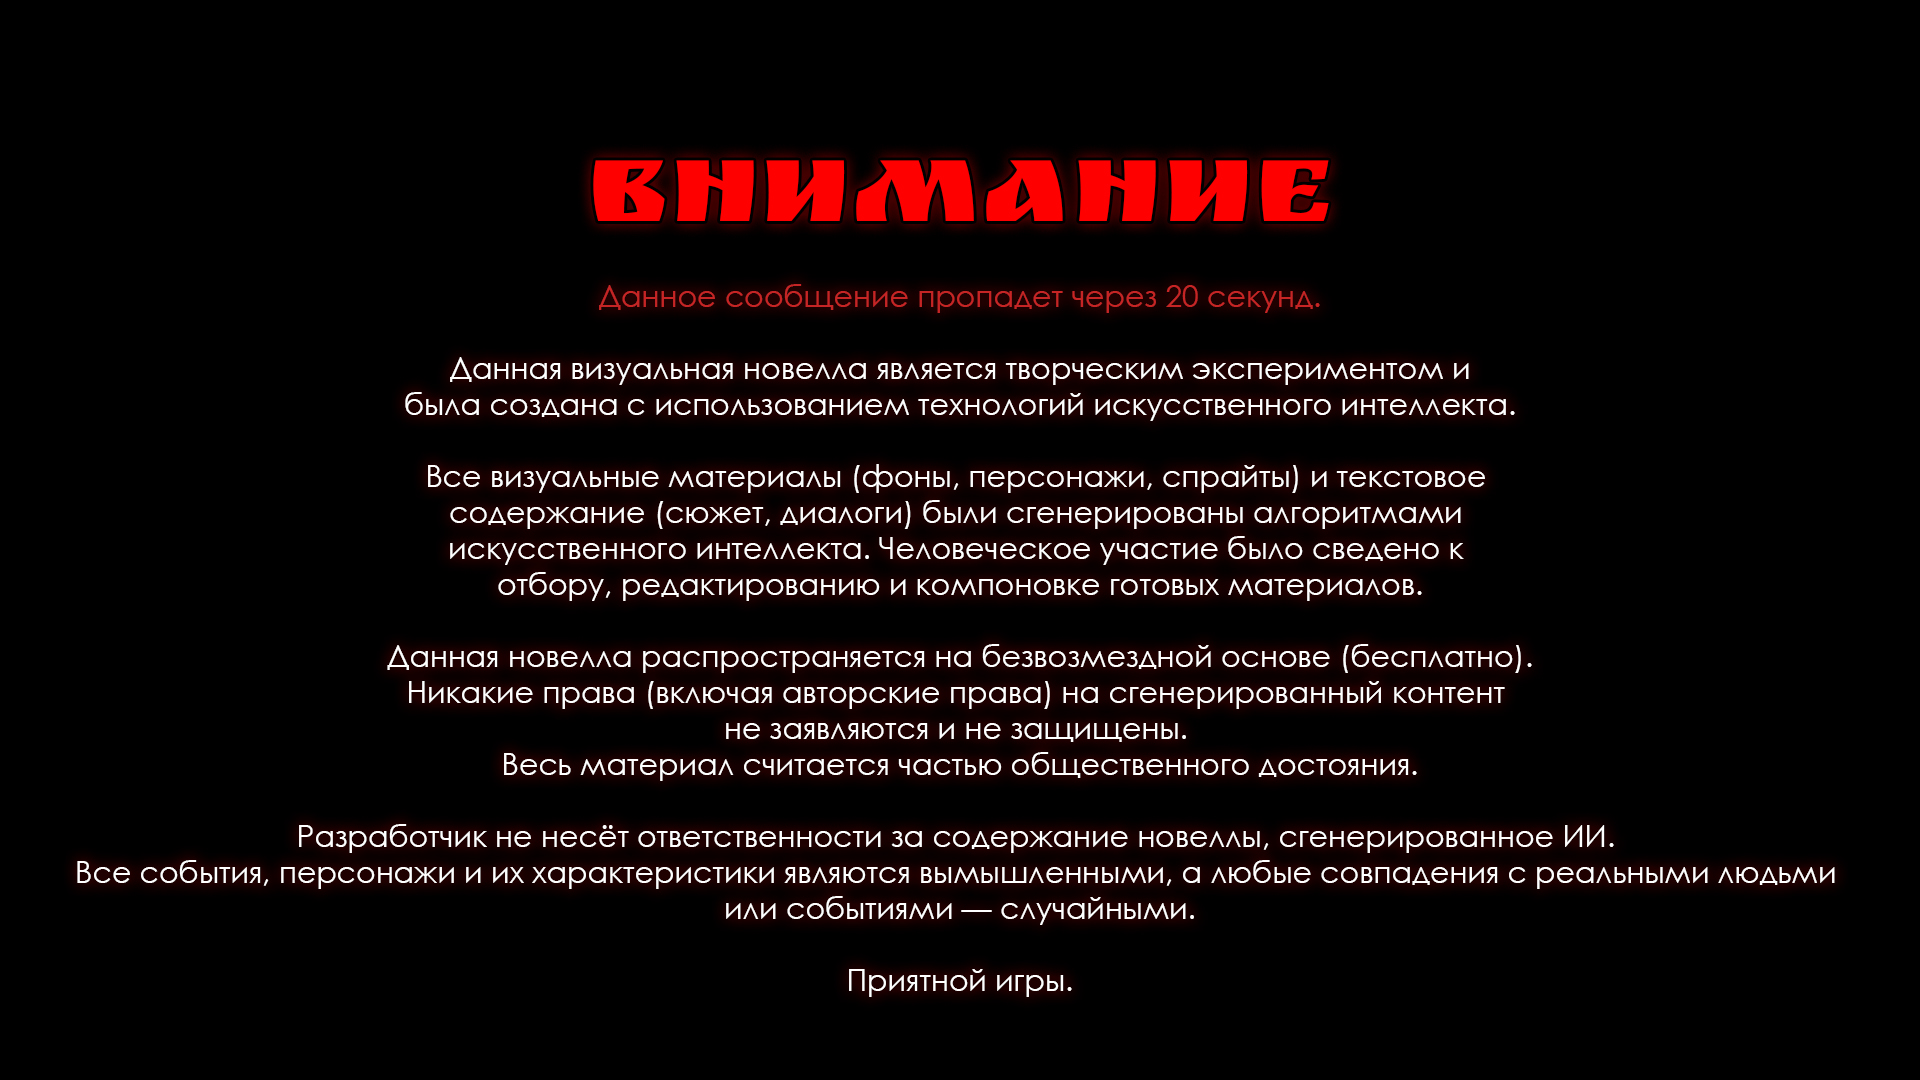 ВНИМАНИЕ
Данное сообщение пропадет через 20 секунд.
Данная визуальная новелла является творческим экспериментом и
была создана с использованием технологий искусственного интеллекта.
Все визуальные материалы (фоны, персонажи, спрайты) и текстовое
содержание (сюжет, диалоги) были сгенерированы алгоритмами
искусственного интеллекта. Человеческое участие было сведено к
отбору, редактированию и компоновке готовых материалов.
Данная новелла распространяется на безвозмездной основе (бесплатно).
Никакие права (включая авторские права) на сгенерированный контент
не заявляются и не защищены.
Весь материал считается частью общественного достояния.
Разработчик не несёт ответственности за содержание новеллы, сгенерированное ИИ.
Все события, персонажи и их характеристики являются вымышленными, а любые совпадения с реальными людьми
или событиями — случайными.
Приятной игры.